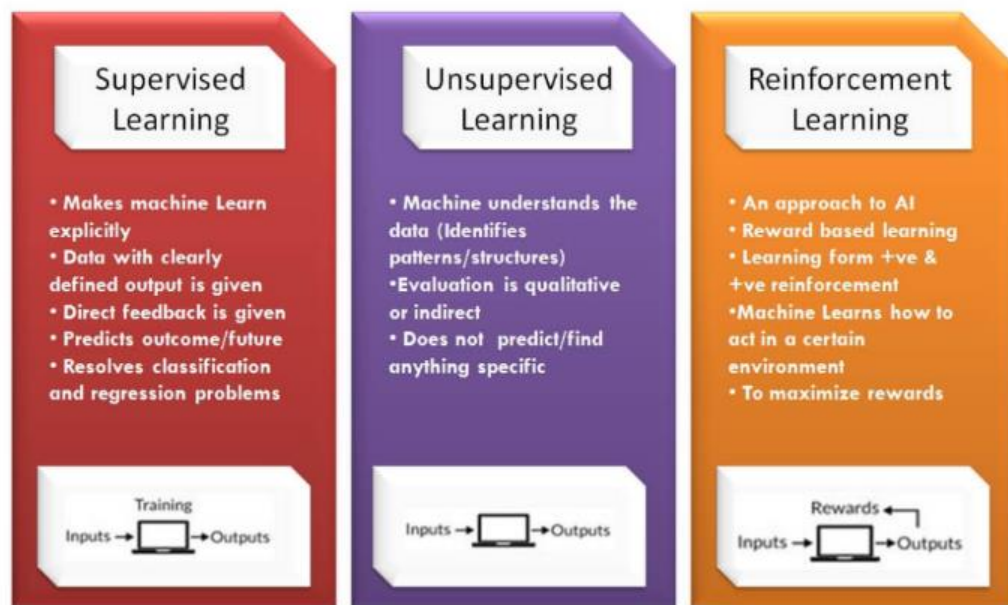 Supervised
Learning
• Makes machine Learn
explicitly
• Data with clearly
defined output is given
• Direct feedback is given
• Predicts outcome/future
• Resolves classification
and regression problems
Training
Inputs
Outputs
Unsupervised
Learning
• Machine understands the
data (Identifies
patterns/structures)
•Evaluation is qualitative
or indirect
• Does not predict/find
anything specific
Inputs
Outputs
Reinforcement
Learning
• An approach to AI
• Reward based learning
• Learning form +ve &
+ve reinforcement
•Machine Learns how to
act in a certain
environment
• To maximize rewards
Rewards
Inputs
Outputs